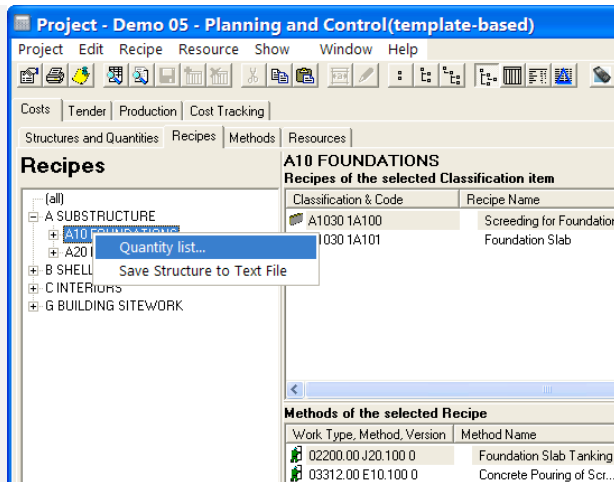 Project - Demo 05 - Planning and Control(template-based)
Project Edit Recipe Resource Show Window Help
Costs Tender Production Cost Tracking
Structures and Quantities Recipes Methods Resources
Recipes
A10 FOUNDATIONS
Recipes of the selected Classification item
(all)
A SUBSTRUCTURE
A10 FOUNDATIONS
A20
B SHELL
C INTERIORS
G BUILDING SITEWORK
Quantity list...
Save Structure to Text File
Classification & Code Recipe Name
A1030 1A100 Screeding for Foundation
1030 1A101 Foundation Slab
Methods of the selected Recipe
Work Type, Method, Version Method Name
02200.00 J20.100 0 Foundation Slab Tanking
03312.00 E10.100 0 Concrete Pouring of Scr...